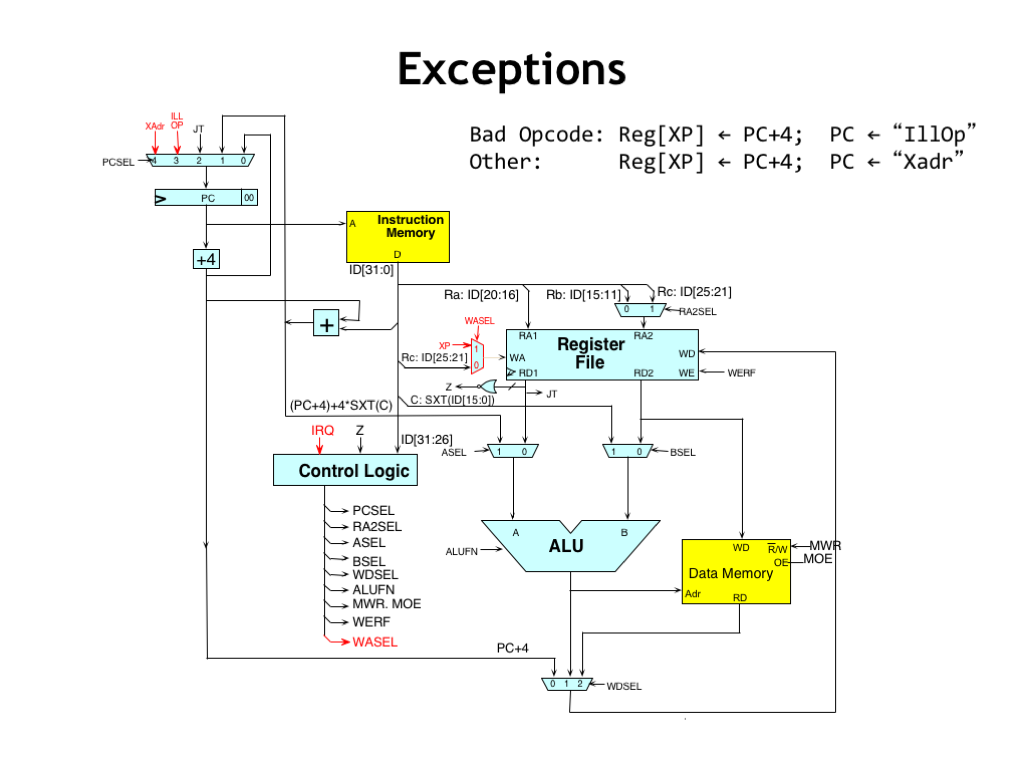 Exceptions
Bad Opcode: Reg[XP] ← PC+4; PC ← “IllOp”
Other: Reg[XP] ← PC+4; PC ← “Xadr”
XAdr
ILL
OP
JT
PCSEL
4 3 2 1 0
PC
00
+4
A
Instruction
Memory
D
ID[31:0]
Ra: ID[20:16]
Rb: ID[15:11]
Rc: ID[25:21]
0 1
RA2SEL
+
WASEL
XP
1
0
Rc: ID[25:21]
RA1
RA2
Register
File
WA
WD
RD1
RD2
WE
WERF
Z
JT
C: SXT(ID[15:0])
(PC+4)+4*SXT(C)
IRQ
Z
ID[31:26]
ASEL
1 0
1 0
BSEL
Control Logic
PCSEL
RA2SEL
ASEL
BSEL
WDSEL
ALUFN
MWR. MOE
WERF
WASEL
A
B
ALU
ALUFN
WD
R/W
MWR
OE
MOE
Data Memory
Adr
RD
PC+4
0 1 2
WDSEL